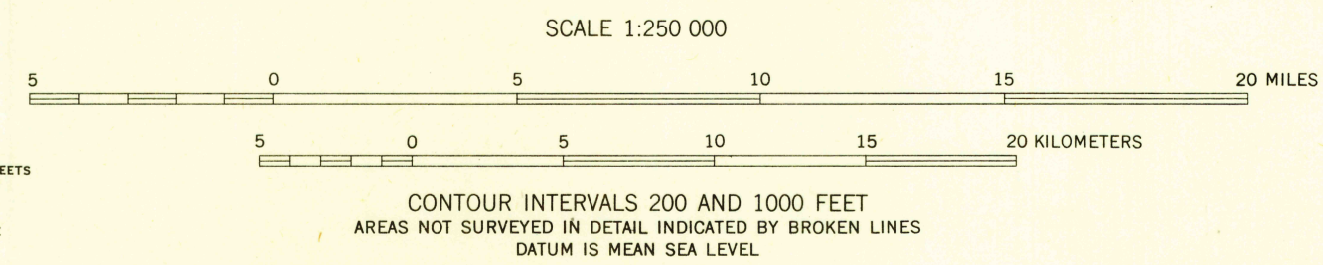 SCALE 1:250 000
5 0 5 10 15 20 MILES
5 0 5 10 15 20 KILOMETERS
EETS
CONTOUR INTERVALS 200 AND 1000 FEET
AREAS NOT SURVEYED IN DETAIL INDICATED BY BROKEN LINES
DATUM IS MEAN SEA LEVEL